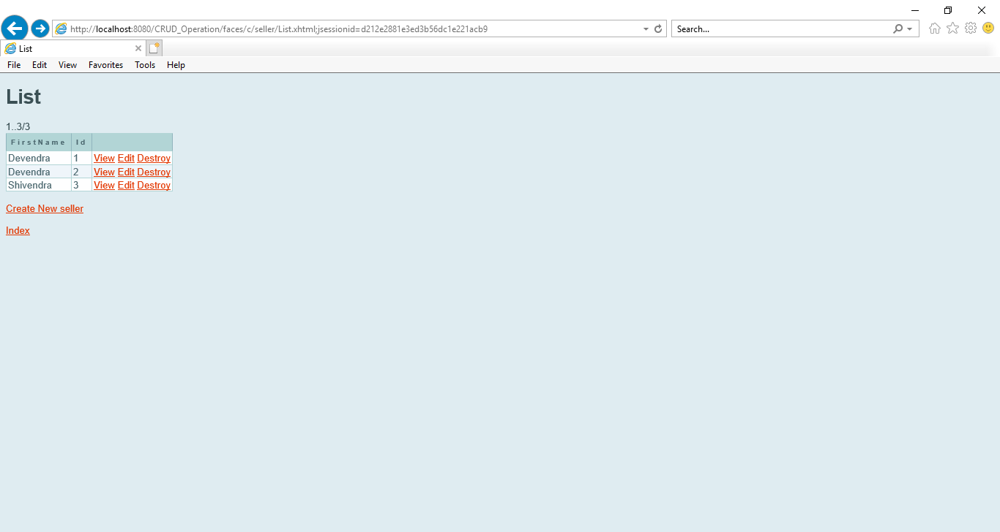 http://localhost:8080/CRUD_Operation/faces/c/seller/List.xhtml;jsessionid=d212e2881e3ed3b56dc1e221acb9 Search...
List
File Edit View Favorites Tools Help
List
1..3/3
FirstName Id
Devendra 1 View Edit Destroy
Devendra 2 View Edit Destroy
Shivendra 3 View Edit Destroy
Create New seller
Index